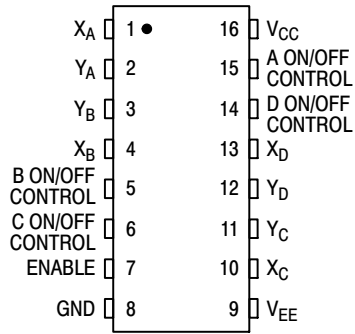 X_A 1 16 V_CC
Y_A 2 15 A ON/OFF CONTROL
Y_B 3 14 D ON/OFF CONTROL
X_B 4 13 X_D
B ON/OFF CONTROL 5 12 Y_D
C ON/OFF CONTROL 6 11 Y_C
ENABLE 7 10 X_C
GND 8 9 V_EE